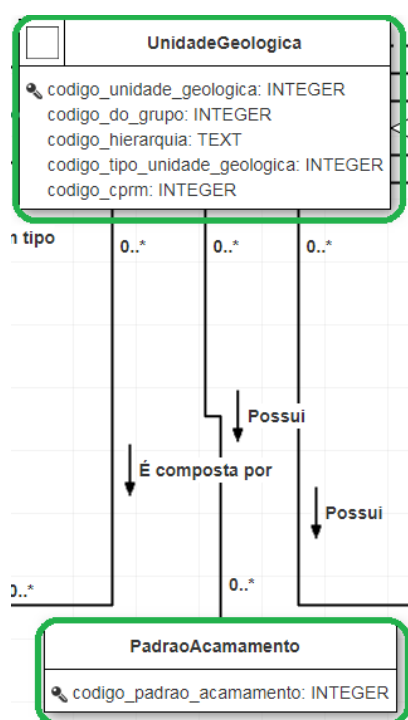 UnidadeGeologica
codigo_unidade_geologica: INTEGER
codigo_do_grupo: INTEGER
codigo_hierarquia: TEXT
codigo_tipo_unidade_geologica: INTEGER
codigo_cprm: INTEGER
tipo
0..*
0..*
0..*
Possui
É composta por
Possui
0..*
0..*
PadraoAcamamento
codigo_padrao_acamamento: INTEGER